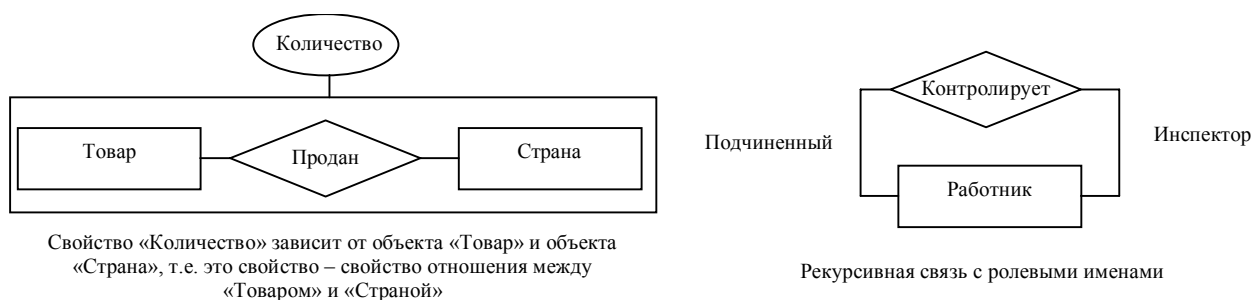 Количество
Товар
Продан
Страна
Свойство «Количество» зависит от объекта «Товар» и объекта
«Страна», т.е. это свойство – свойство отношения между
«Товаром» и «Страной»
Контролирует
Подчиненный
Инспектор
Работник
Рекурсивная связь с ролевыми именами